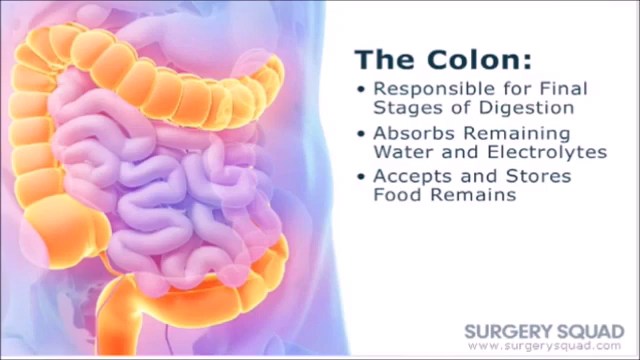 The Colon:
• Responsible for Final
Stages of Digestion
• Absorbs Remaining
Water and Electrolytes
• Accepts and Stores
Food Remains
SURGERY SQUAD
www.surgerysquad.com